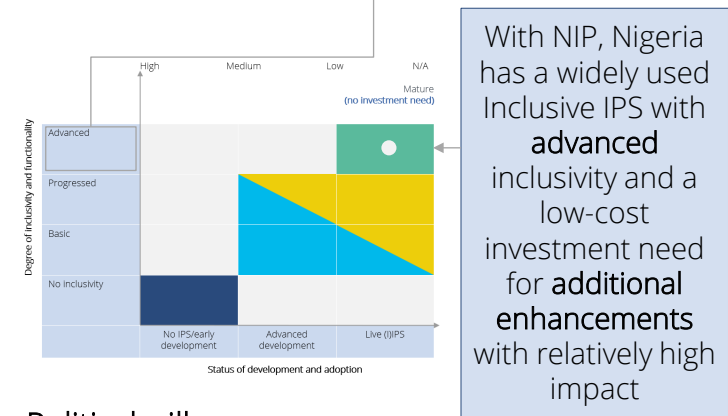 High Medium Low N/A
Mature
(no investment need)
Degree of inclusivity and functionality
Advanced
Progressed
Basic
No Inclusivity
No IPS/early
development
Advanced
development
Live (I)IPS
Status of development and adoption
With NIP, Nigeria
has a widely used
Inclusive IPS with
advanced
inclusivity and a
low-cost
investment need
for additional
enhancements
with relatively high
impact